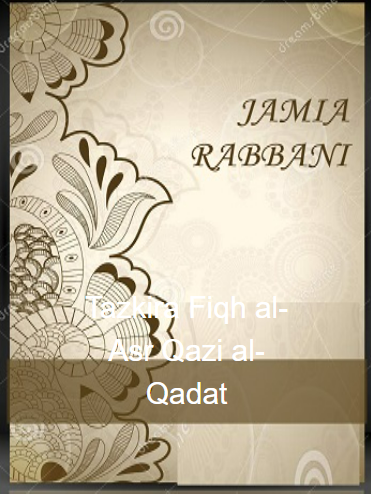 JAMIA
RABBANI
Tazkira Fiqh al-
Asr Qazi al-
Qadat